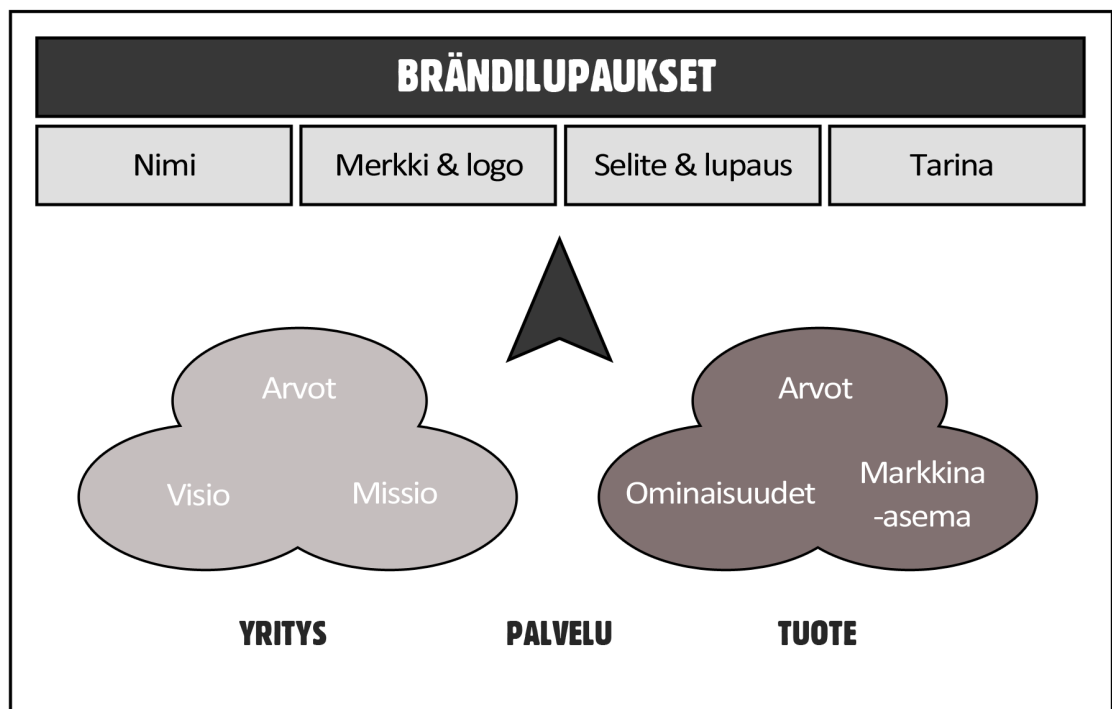 BRÄNDILUPAUKSET
Nimi
Merkki & logo
Selite & lupaus
Tarina
Arvot
Visio
Missio
Arvot
Ominaisuudet
Markkina
-asema
YRITYS
PALVELU
TUOTE